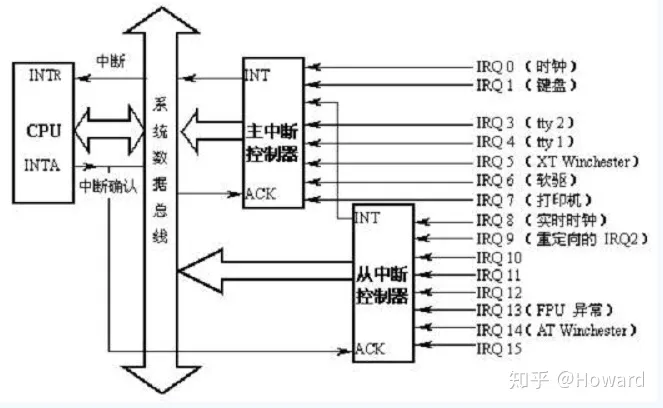 中断
INTR
CPU
INTA
中断确认
系统数据总线
INT
主中断
控制器
ACK
IRQ 0 (时钟)
IRQ 1 (键盘)
IRQ 3 (tty 2)
IRQ 4 (tty 1)
IRQ 5 (XT Winchester)
IRQ 6 (软驱)
IRQ 7 (打印机)
INT
从中断
控制器
ACK
IRQ 8 (实时时钟)
IRQ 9 (重定向的 IRQ2)
IRQ 10
IRQ 11
IRQ 12
IRQ 13 (FPU 异常)
IRQ 14 (AT Winchester)
IRQ 15
知乎 @Howard